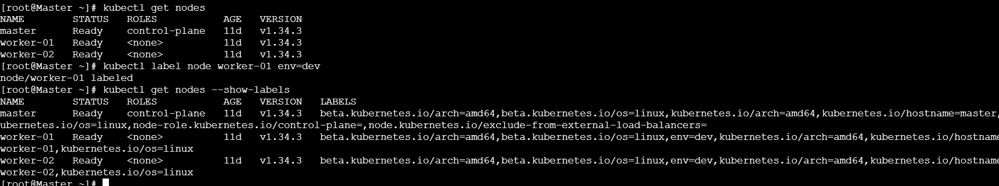 [root@Master ~]# kubectl get nodes
NAME        STATUS   ROLES           AGE   VERSION
master      Ready    control-plane   11d   v1.34.3
worker-01   Ready    <none>          11d   v1.34.3
worker-02   Ready    <none>          11d   v1.34.3
[root@Master ~]# kubectl label node worker-01 env=dev
node/worker-01 labeled
[root@Master ~]# kubectl get nodes --show-labels
NAME        STATUS   ROLES           AGE   VERSION   LABELS
master      Ready    control-plane   11d   v1.34.3   beta.kubernetes.io/arch=amd64,beta.kubernetes.io/os=linux,kubernetes.io/arch=amd64,kubernetes.io/hostname=master,
ubernetes.io/os=linux,node-role.kubernetes.io/control-plane=,node.kubernetes.io/exclude-from-external-load-balancers=
worker-01   Ready    <none>          11d   v1.34.3   beta.kubernetes.io/arch=amd64,beta.kubernetes.io/os=linux,env=dev,kubernetes.io/arch=amd64,kubernetes.io/hostname
worker-01,kubernetes.io/os=linux
worker-02   Ready    <none>          11d   v1.34.3   beta.kubernetes.io/arch=amd64,beta.kubernetes.io/os=linux,env=dev,kubernetes.io/arch=amd64,kubernetes.io/hostname
worker-02,kubernetes.io/os=linux
[root@Master ~]#